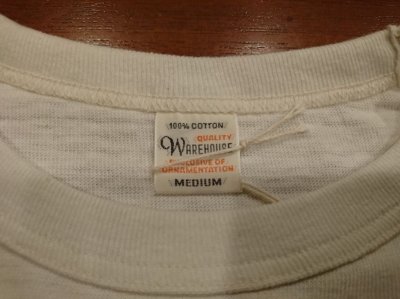 100% COTTON
QUALITY
WAREHOUSE
EXCLUSIVE OF
ORNAMENTATION
MEDIUM